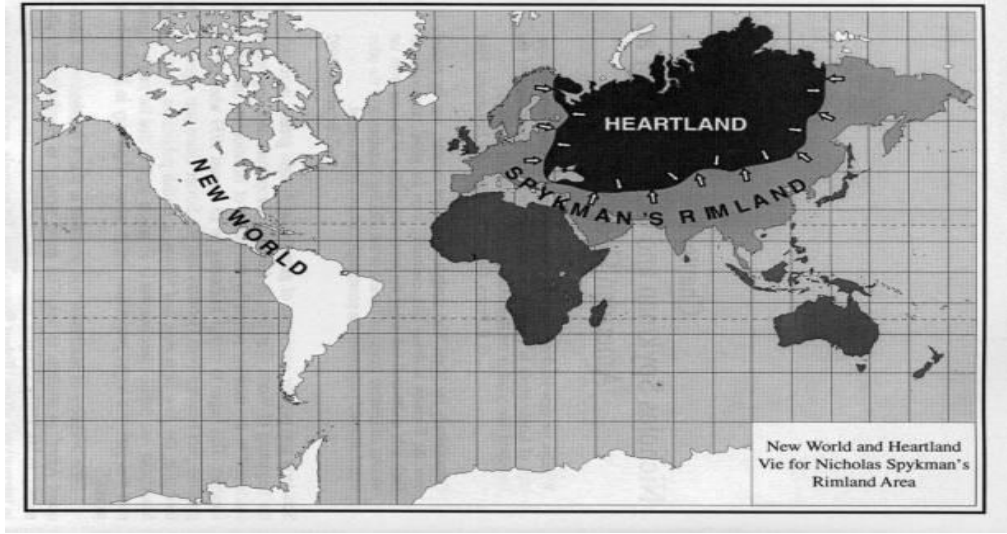 HEARTLAND
NEW WORLD
SPYKMAN'S RIMLAND
New World and Heartland
Vie for Nicholas Spykman's
Rimland Area